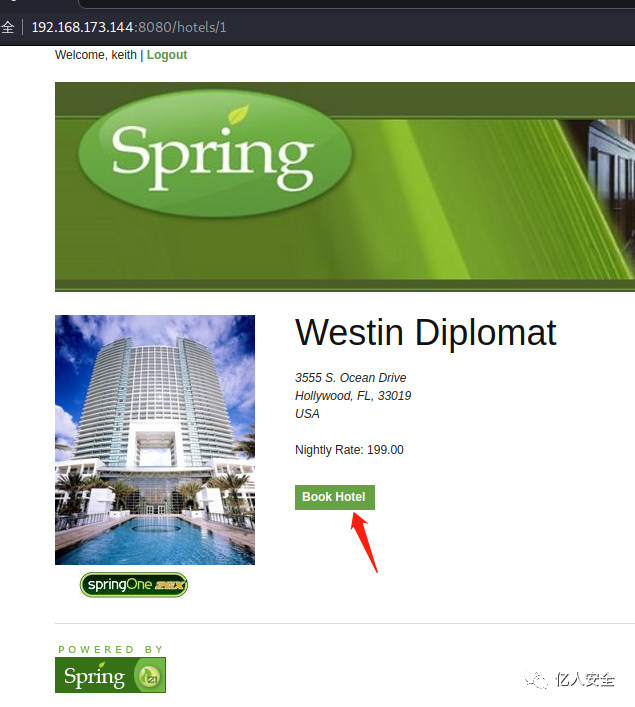 全 192.168.173.144:8080/hotels/1
Welcome, keith | Logout
Spring
Westin Diplomat
3555 S. Ocean Drive
Hollywood, FL, 33019
USA
Nightly Rate: 199.00
Book Hotel
springOne 2GX
POWERED BY
Spring
亿人安全